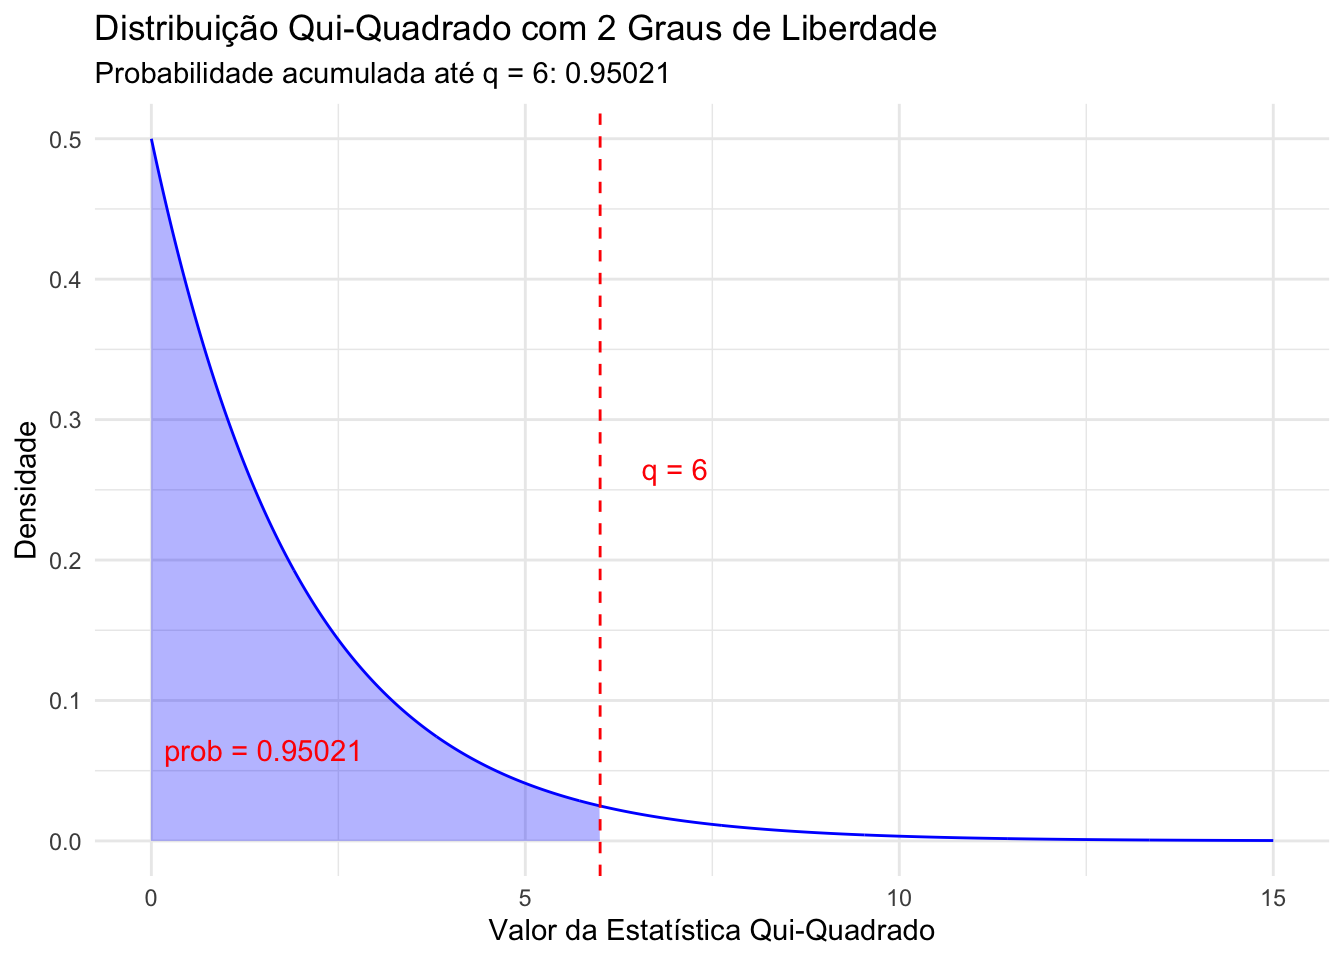 Distribuição Qui-Quadrado com 2 Graus de Liberdade
Probabilidade acumulada até q = 6: 0.95021
0.5
0.4
0.3
0.2
0.1
0.0
Densidade
q = 6
prob = 0.95021
0
5
10
15
Valor da Estatística Qui-Quadrado